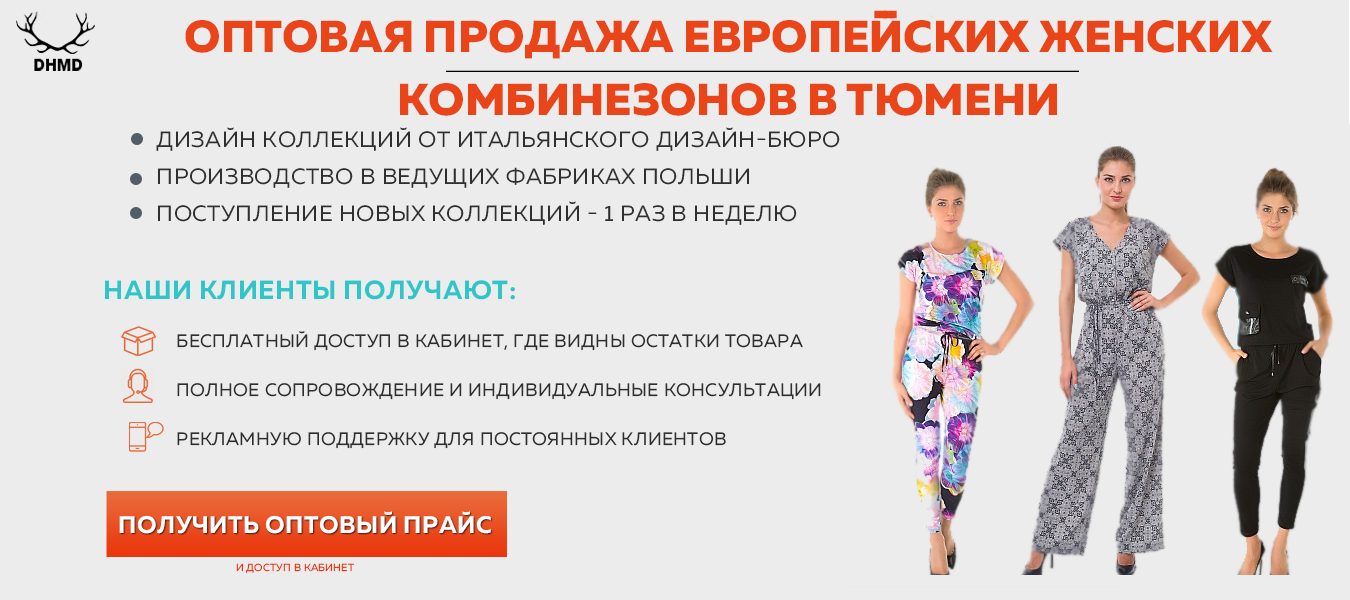 DHMD
ОПТОВАЯ ПРОДАЖА ЕВРОПЕЙСКИХ ЖЕНСКИХ
КОМБИНЕЗОНОВ В ТЮМЕНИ
ДИЗАЙН КОЛЛЕКЦИЙ ОТ ИТАЛЬЯНСКОГО ДИЗАЙН-БЮРО
ПРОИЗВОДСТВО В ВЕДУЩИХ ФАБРИКАХ ПОЛЬШИ
ПОСТУПЛЕНИЕ НОВЫХ КОЛЛЕКЦИЙ - 1 РАЗ В НЕДЕЛЮ
НАШИ КЛИЕНТЫ ПОЛУЧАЮТ:
БЕСПЛАТНЫЙ ДОСТУП В КАБИНЕТ, ГДЕ ВИДНЫ ОСТАТКИ ТОВАРА
ПОЛНОЕ СОПРОВОЖДЕНИЕ И ИНДИВИДУАЛЬНЫЕ КОНСУЛЬТАЦИИ
РЕКЛАМНУЮ ПОДДЕРЖКУ ДЛЯ ПОСТОЯННЫХ КЛИЕНТОВ
ПОЛУЧИТЬ ОПТОВЫЙ ПРАЙС
И ДОСТУП В КАБИНЕТ